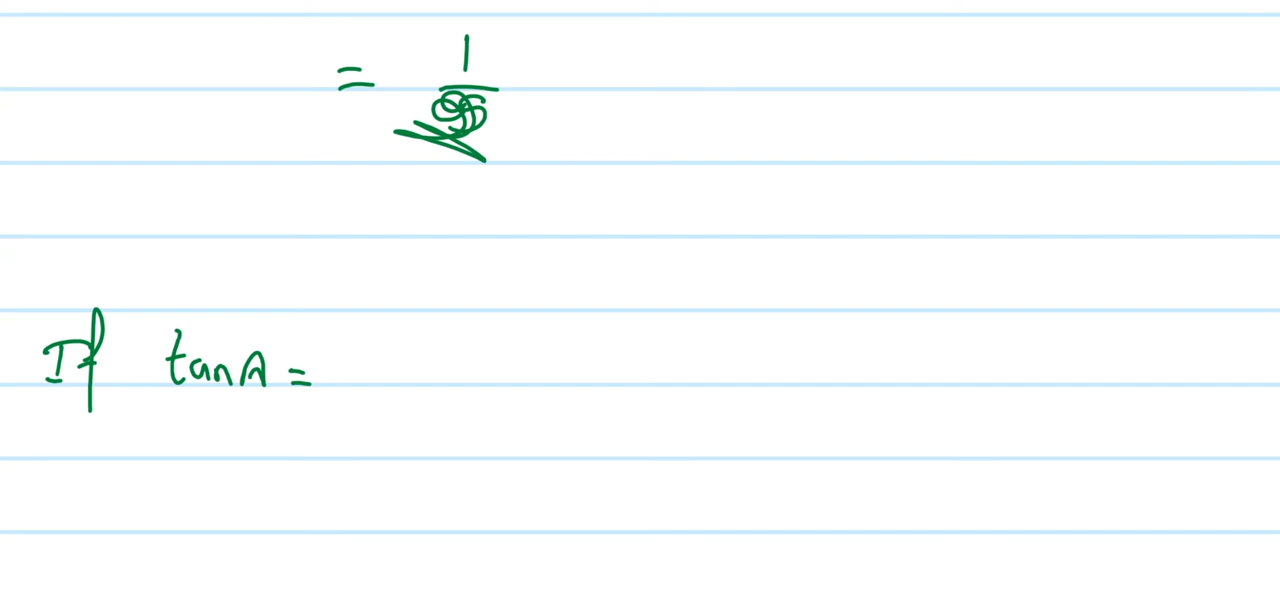 = 1
If tanA =